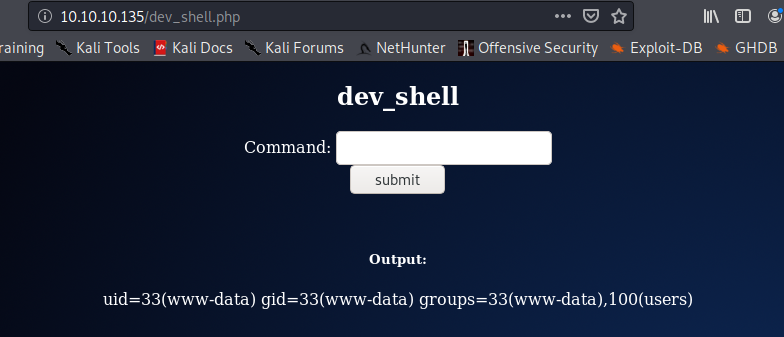 10.10.10.135/dev_shell.php
raining Kali Tools Kali Docs Kali Forums NetHunter Offensive Security Exploit-DB GHDB
dev_shell
Command:
submit
Output:
uid=33(www-data) gid=33(www-data) groups=33(www-data),100(users)